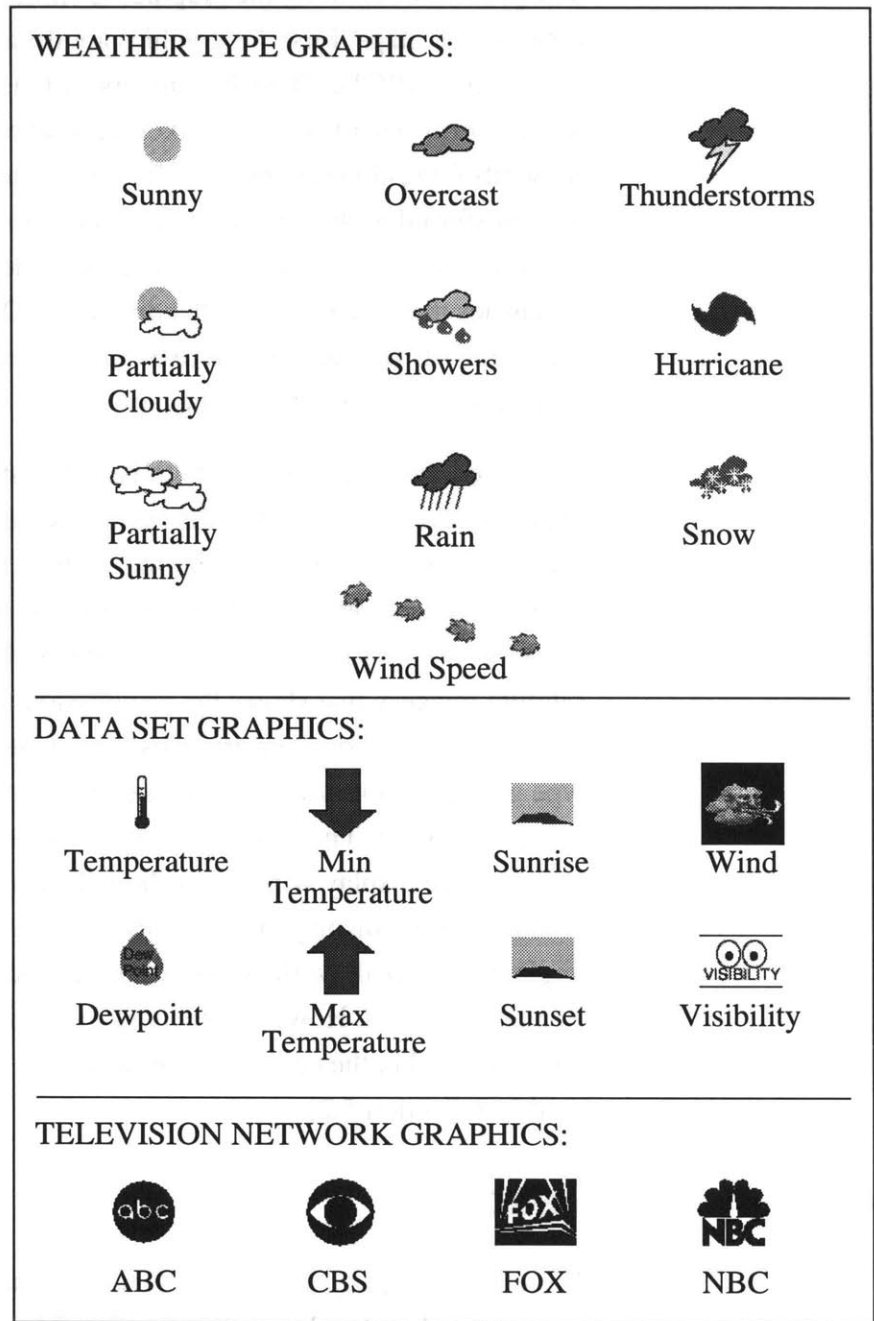 WEATHER TYPE GRAPHICS:
Sunny
Overcast
Thunderstorms
Partially
Cloudy
Showers
Hurricane
Partially
Sunny
Rain
Snow
Wind Speed
DATA SET GRAPHICS:
Temperature
Min
Temperature
Sunrise
Wind
Dew
Point
Dewpoint
Max
Temperature
Sunset
VISIBILITY
Visibility
TELEVISION NETWORK GRAPHICS:
abc
ABC
CBS
FOX
FOX
NBC
NBC